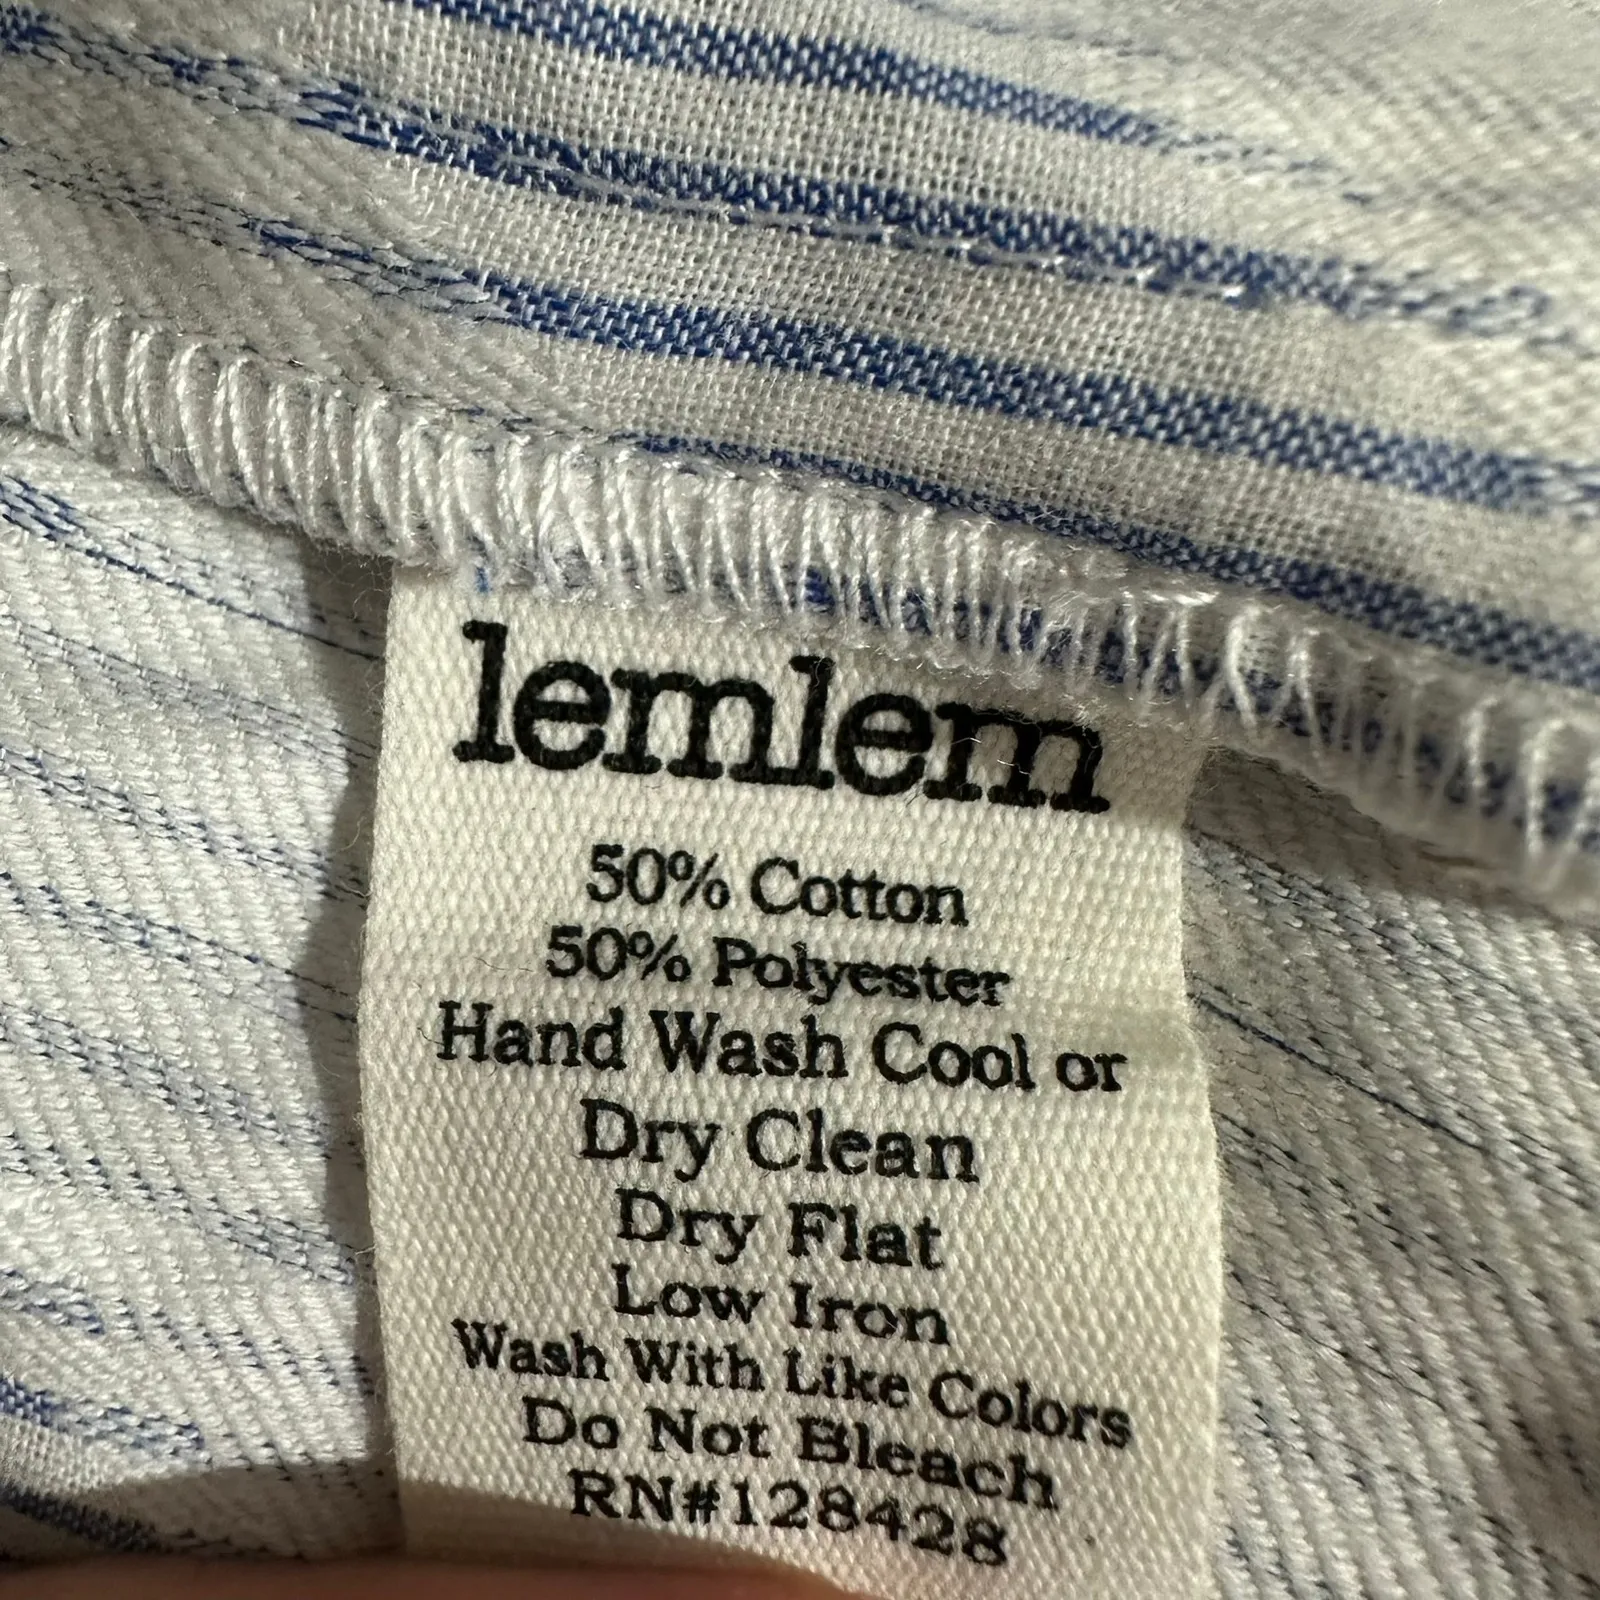 lemlem
50% Cotton
50% Polyester
Hand Wash Cool or
Dry Clean
Dry Flat
Low Iron
Wash With Like Colors
Do Not Bleach
RN#128428